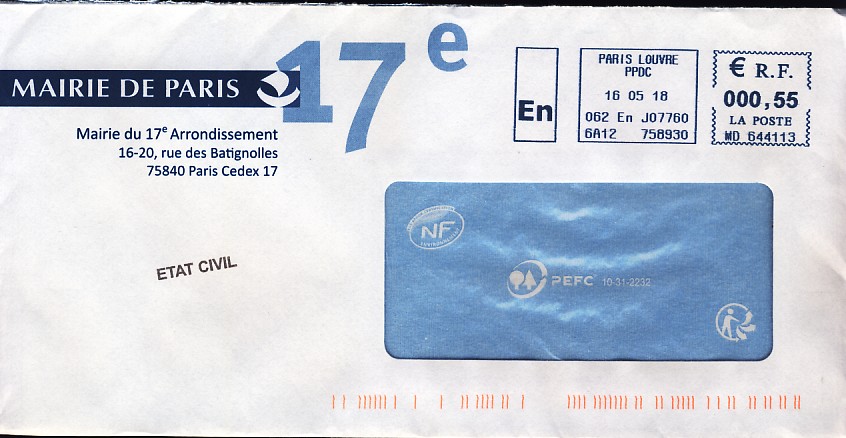 17e
MAIRIE DE PARIS
Mairie du 17e Arrondissement
16-20, rue des Batignolles
75840 Paris Cedex 17
ETAT CIVIL
En
PARIS LOUVRE
PPDC
16 05 18
062 En J07760
6A12 758930
€ R.F.
000,55
LA POSTE
MD 644113
NF
ENVIRONNEMENT
PEFC 10-31-2232